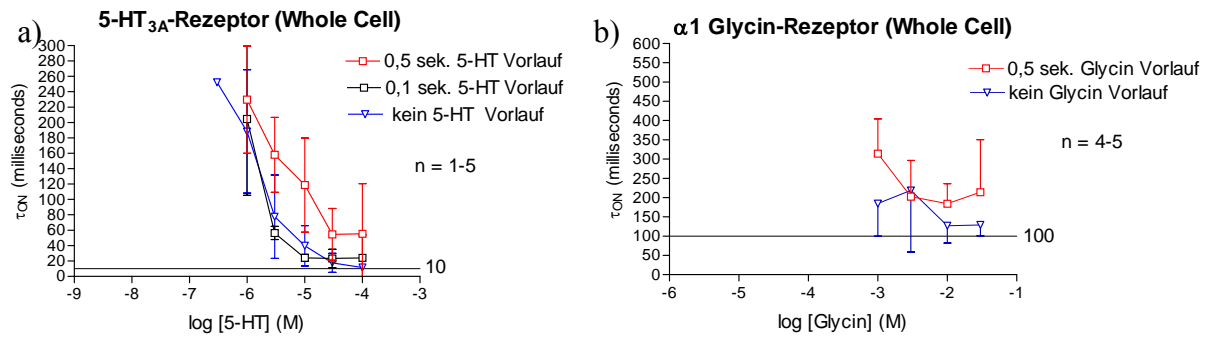 a)
5-HT3A-Rezeptor (Whole Cell)
300
280
260
240
220
200
180
160
140
120
100
80
60
40
20
0
τON (milliseconds)
0,5 sek. 5-HT Vorlauf
0,1 sek. 5-HT Vorlauf
kein 5-HT Vorlauf
n = 1-5
10
-9
-8
-7
-6
-5
-4
-3
log [5-HT] (M)
b)
α1 Glycin-Rezeptor (Whole Cell)
600
550
500
450
400
350
300
250
200
150
100
50
0
τON (milliseconds)
0,5 sek. Glycin Vorlauf
kein Glycin Vorlauf
n = 4-5
100
-6
-5
-4
-3
-2
-1
log [Glycin] (M)